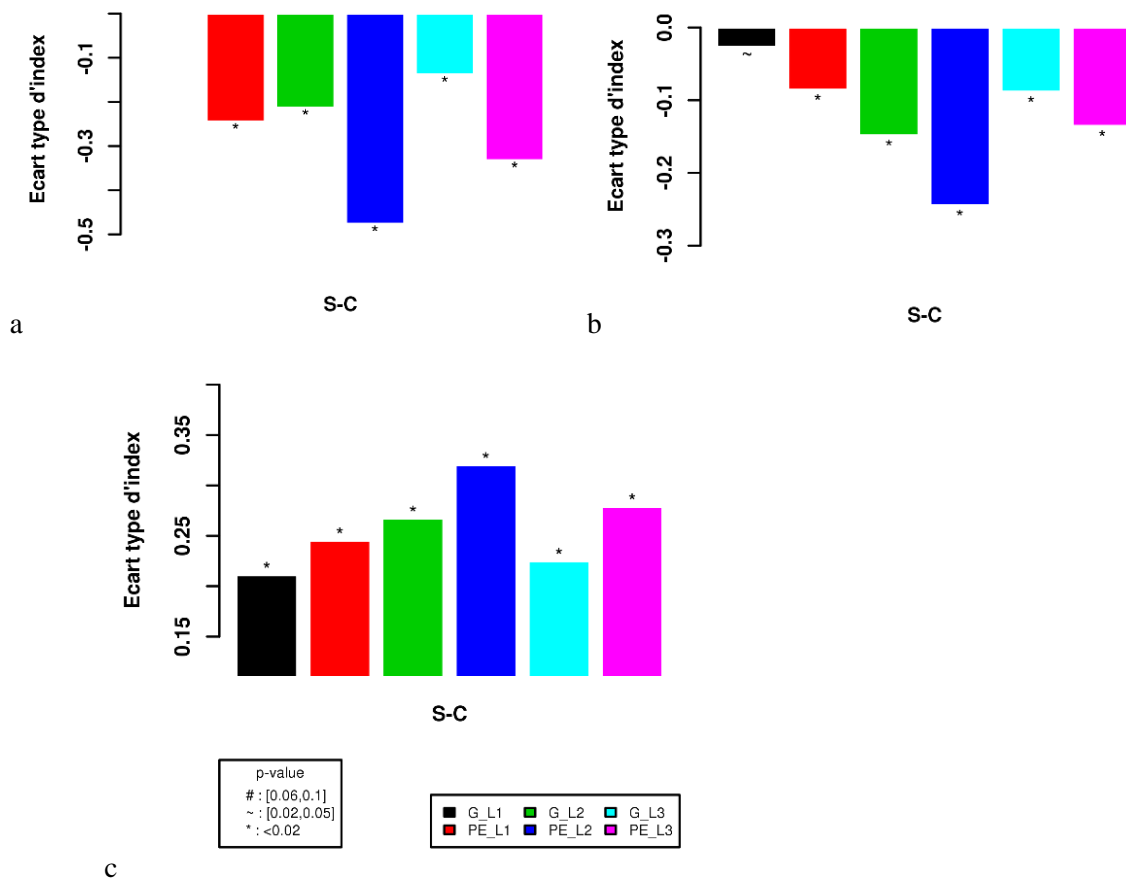 Ecart type d'index
-0.1
-0.3
-0.5
* * * * *
S-C
a
Ecart type d'index
0.0
-0.1
-0.2
-0.3
~ * * * * *
S-C
b
Ecart type d'index
0.35
0.25
0.15
* * * * * *
S-C
p-value
# : [0.06,0.1]
~ : [0.02,0.05]
* : <0.02
G_L1 G_L2 G_L3
PE_L1 PE_L2 PE_L3
c